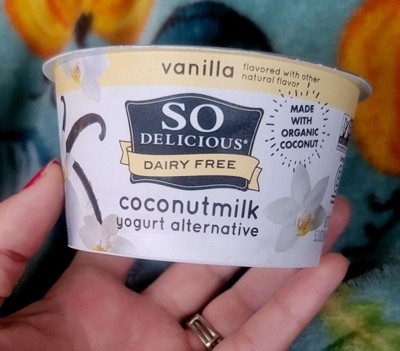 vanilla
flavored with other
natural flavor
SO
DELICIOUS®
DAIRY FREE
MADE
WITH
ORGANIC
COCONUT
coconutmilk
yogurt alternative